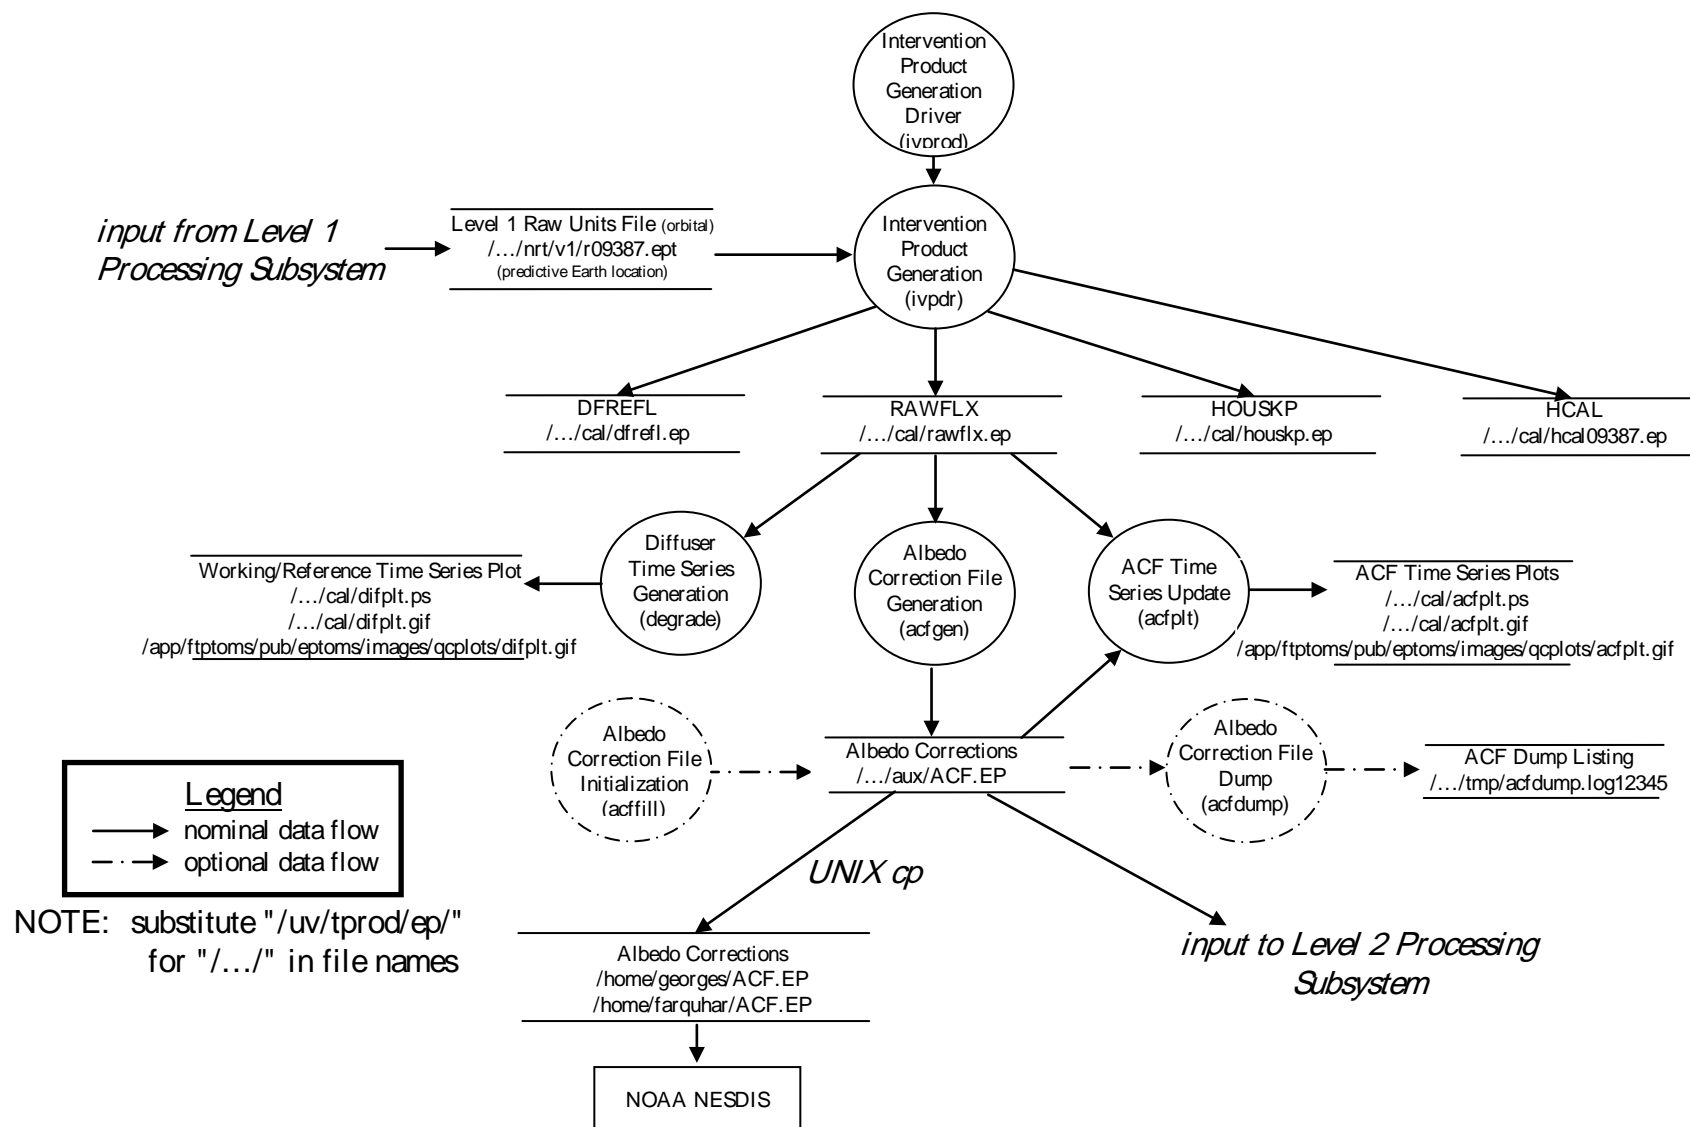 Intervention
Product
Generation
Driver
(ivprod)
input from Level 1
Processing Subsystem
Level 1 Raw Units File (orbital)
/…/nrt/v1/r09387.ept
(predictive Earth location)
Intervention
Product
Generation
(ivpdr)
DFREFL
/…/cal/dfrefl.ep
RAWFLX
/…/cal/rawflx.ep
HOUSKP
/…/cal/houskp.ep
HCAL
/…/cal/hcal09387.ep
Working/Reference Time Series Plot
/…/cal/difplt.ps
/…/cal/difplt.gif
/app/ftptoms/pub/eptoms/images/qcplots/difplt.gif
Diffuser
Time Series
Generation
(degrade)
Albedo
Correction File
Generation
(acfgen)
ACF Time
Series Update
(acfplt)
ACF Time Series Plots
/…/cal/acfplt.ps
/…/cal/acfplt.gif
/app/ftptoms/pub/eptoms/images/qcplots/acfplt.gif
Albedo
Correction File
Initialization
(acffill)
Albedo Corrections
/…/aux/ACF.EP
Albedo
Correction File
Dump
(acfdump)
ACF Dump Listing
/…/tmp/acfdump.log12345
Legend
nominal data flow
optional data flow
NOTE: substitute "/uv/tprod/ep/"
for "/…/" in file names
UNIX cp
Albedo Corrections
/home/georges/ACF.EP
/home/farquhar/ACF.EP
input to Level 2 Processing
Subsystem
NOAA NESDIS